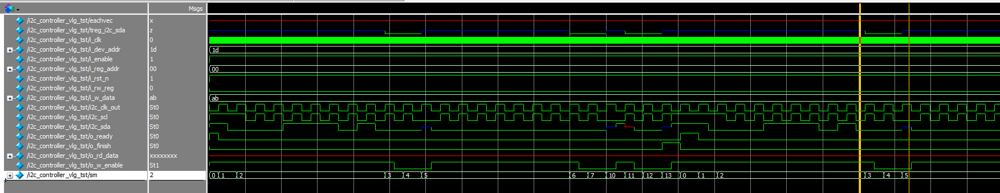 Msgs
/i2c_controller_vlg_tst/eachvec x
/i2c_controller_vlg_tst/treg_i2c_sda z
/i2c_controller_vlg_tst/i_clk 0
/i2c_controller_vlg_tst/i_dev_addr 1d 1d
/i2c_controller_vlg_tst/i_enable 1
/i2c_controller_vlg_tst/i_reg_addr 00 00
/i2c_controller_vlg_tst/i_rst_n 1
/i2c_controller_vlg_tst/i_rw_reg 0
/i2c_controller_vlg_tst/i_w_data ab ab
/i2c_controller_vlg_tst/i2c_clk_out St0
/i2c_controller_vlg_tst/i2c_scl St0
/i2c_controller_vlg_tst/i2c_sda St0
/i2c_controller_vlg_tst/o_ready St0
/i2c_controller_vlg_tst/o_finish St0
/i2c_controller_vlg_tst/o_rd_data xxxxxxxx
/i2c_controller_vlg_tst/o_w_enable St1
/i2c_controller_vlg_tst/sm 2 0 1 2 3 4 5 6 7 10 11 12 13 0 1 2 3 4 5